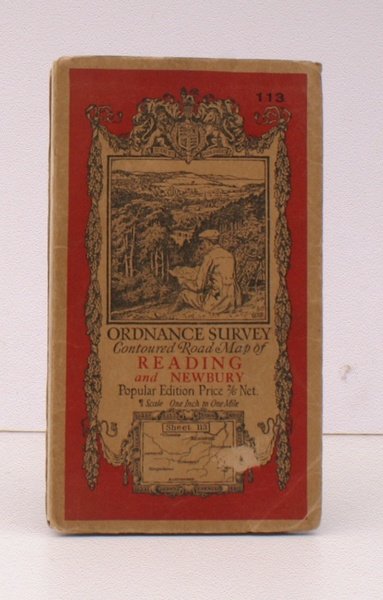 113
ORDNANCE SURVEY
Contoured Road Map of
READING
and NEWBURY
Popular Edition Price 2/6 Net.
Scale One Inch to One Mile
Sheet 113